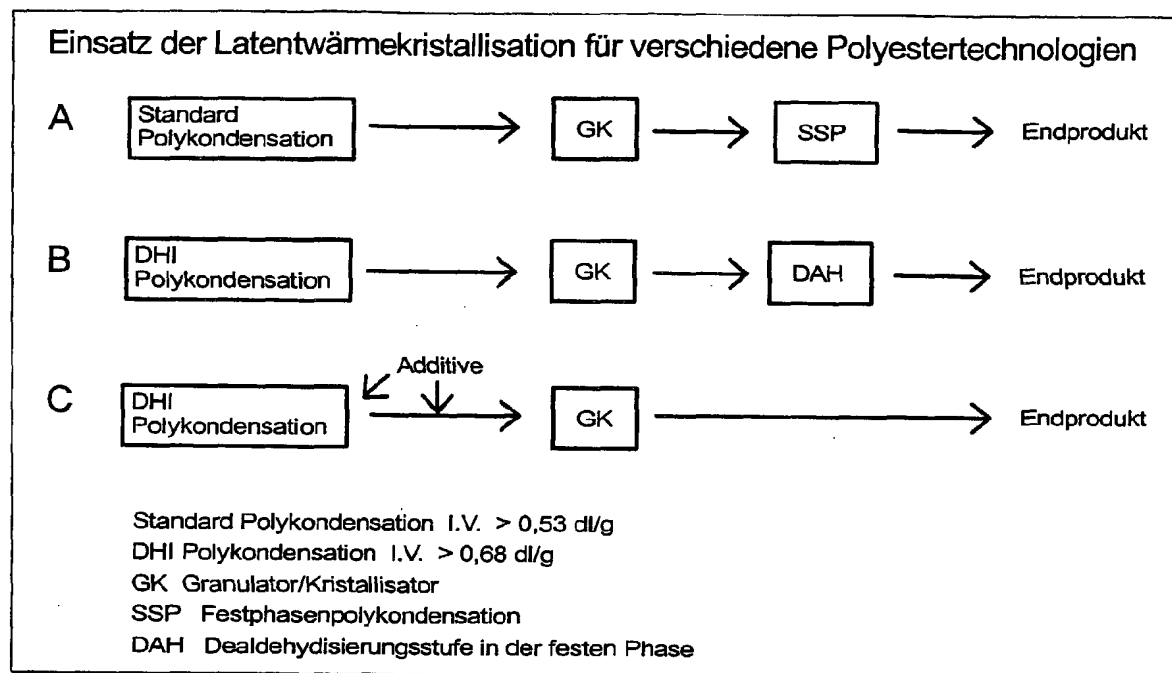 Einsatz der Latentwärmekristallisation für verschiedene Polyestertechnologien
A
Standard
Polykondensation
GK
SSP
Endprodukt
B
DHI
Polykondensation
GK
DAH
Endprodukt
Additive
C
DHI
Polykondensation
GK
Endprodukt
Standard Polykondensation I.V. > 0,53 dl/g
DHI Polykondensation I.V. > 0,68 dl/g
GK Granulator/Kristallisator
SSP Festphasenpolykondensation
DAH Dealdehydisierungsstufe in der festen Phase